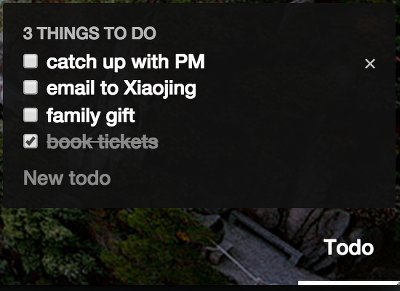 3 THINGS TO DO
catch up with PM
email to Xiaojing
family gift
book tickets
New todo
Todo